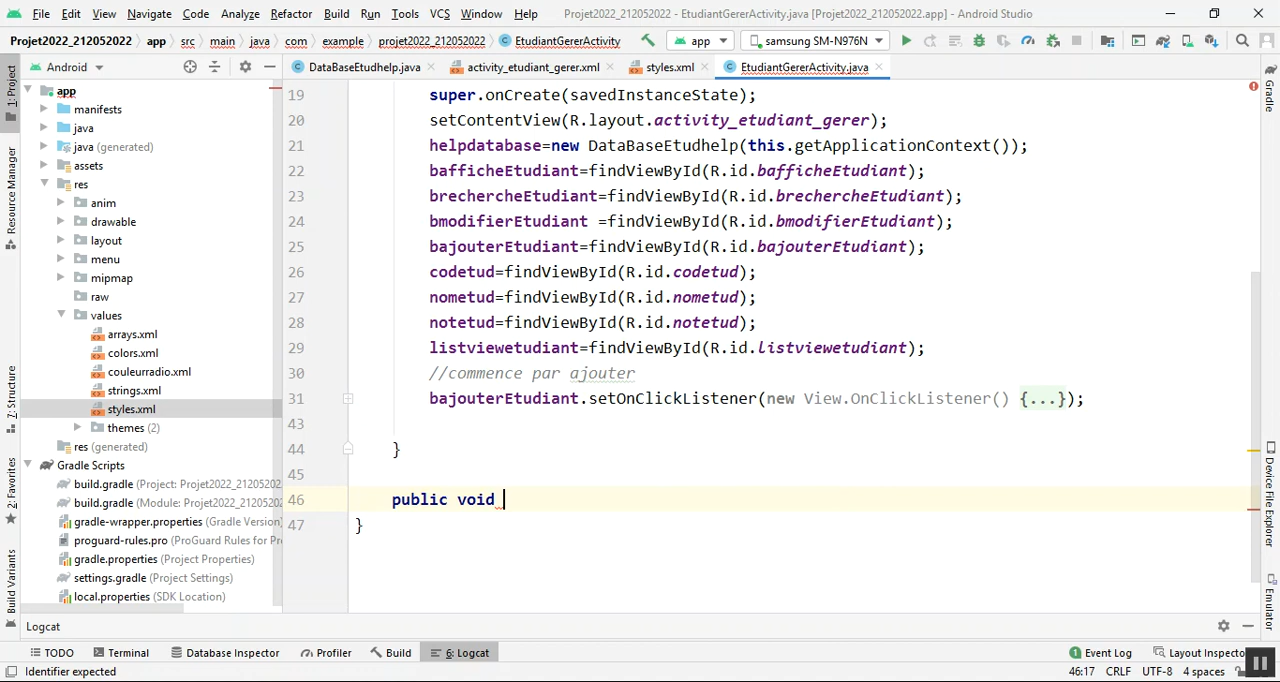 File Edit View Navigate Code Analyze Refactor Build Run Tools VCS Window Help Projet2022_212052022 - EtudiantGererActivity.java [Projet2022_212052022.app] - Android Studio
Projet2022_212052022 app src main java com example projet2022_212052022 EtudiantGererActivity app samsung SM-N976N
Android DataBaseEtudhelp.java activity_etudiant_gerer.xml styles.xml EtudiantGererActivity.java
1: Project
Resource Manager
Z: Structure
2: Favorites
Build Variants
app
manifests
java
java (generated)
assets
res
anim
drawable
layout
menu
mipmap
raw
values
arrays.xml
colors.xml
couleurradio.xml
strings.xml
styles.xml
themes (2)
res (generated)
Gradle Scripts
build.gradle (Project: Projet2022_212052022
build.gradle (Module: Projet2022_212052022
gradle-wrapper.properties (Gradle Version)
proguard-rules.pro (ProGuard Rules for Pr
gradle.properties (Project Properties)
settings.gradle (Project Settings)
local.properties (SDK Location)
19 super.onCreate(savedInstanceState);
20 setContentView(R.layout.activity_etudiant_gerer);
21 helpdatabase=new DataBaseEtudhelp(this.getApplicationContext());
22 bafficheEtudiant=findViewById(R.id.bafficheEtudiant);
23 brechercheEtudiant=findViewById(R.id.brechercheEtudiant);
24 bmodifierEtudiant =findViewById(R.id.bmodifierEtudiant);
25 bajouterEtudiant=findViewById(R.id.bajouterEtudiant);
26 codetud=findViewById(R.id.codetud);
27 nometud=findViewById(R.id.nometud);
28 notetud=findViewById(R.id.notetud);
29 listviewetudiant=findViewById(R.id.listviewetudiant);
30 //commence par ajouter
31 bajouterEtudiant.setOnClickListener(new View.OnClickListener() {...});
43
44 }
45
46 public void
47 }
Gradle
Device File Explorer
Emulator
Logcat
TODO Terminal Database Inspector Profiler Build 6: Logcat 1 Event Log Layout Inspecto
Identifier expected 46:17 CRLF UTF-8 4 spaces